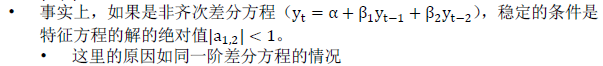 • 事实上，如果是非齐次差分方程（yₜ = α + β₁yₜ₋₁ + β₂yₜ₋₂），稳定的条件是
特征方程的解的绝对值|a₁,₂| < 1。
• 这里的原因如同一阶差分方程的情况